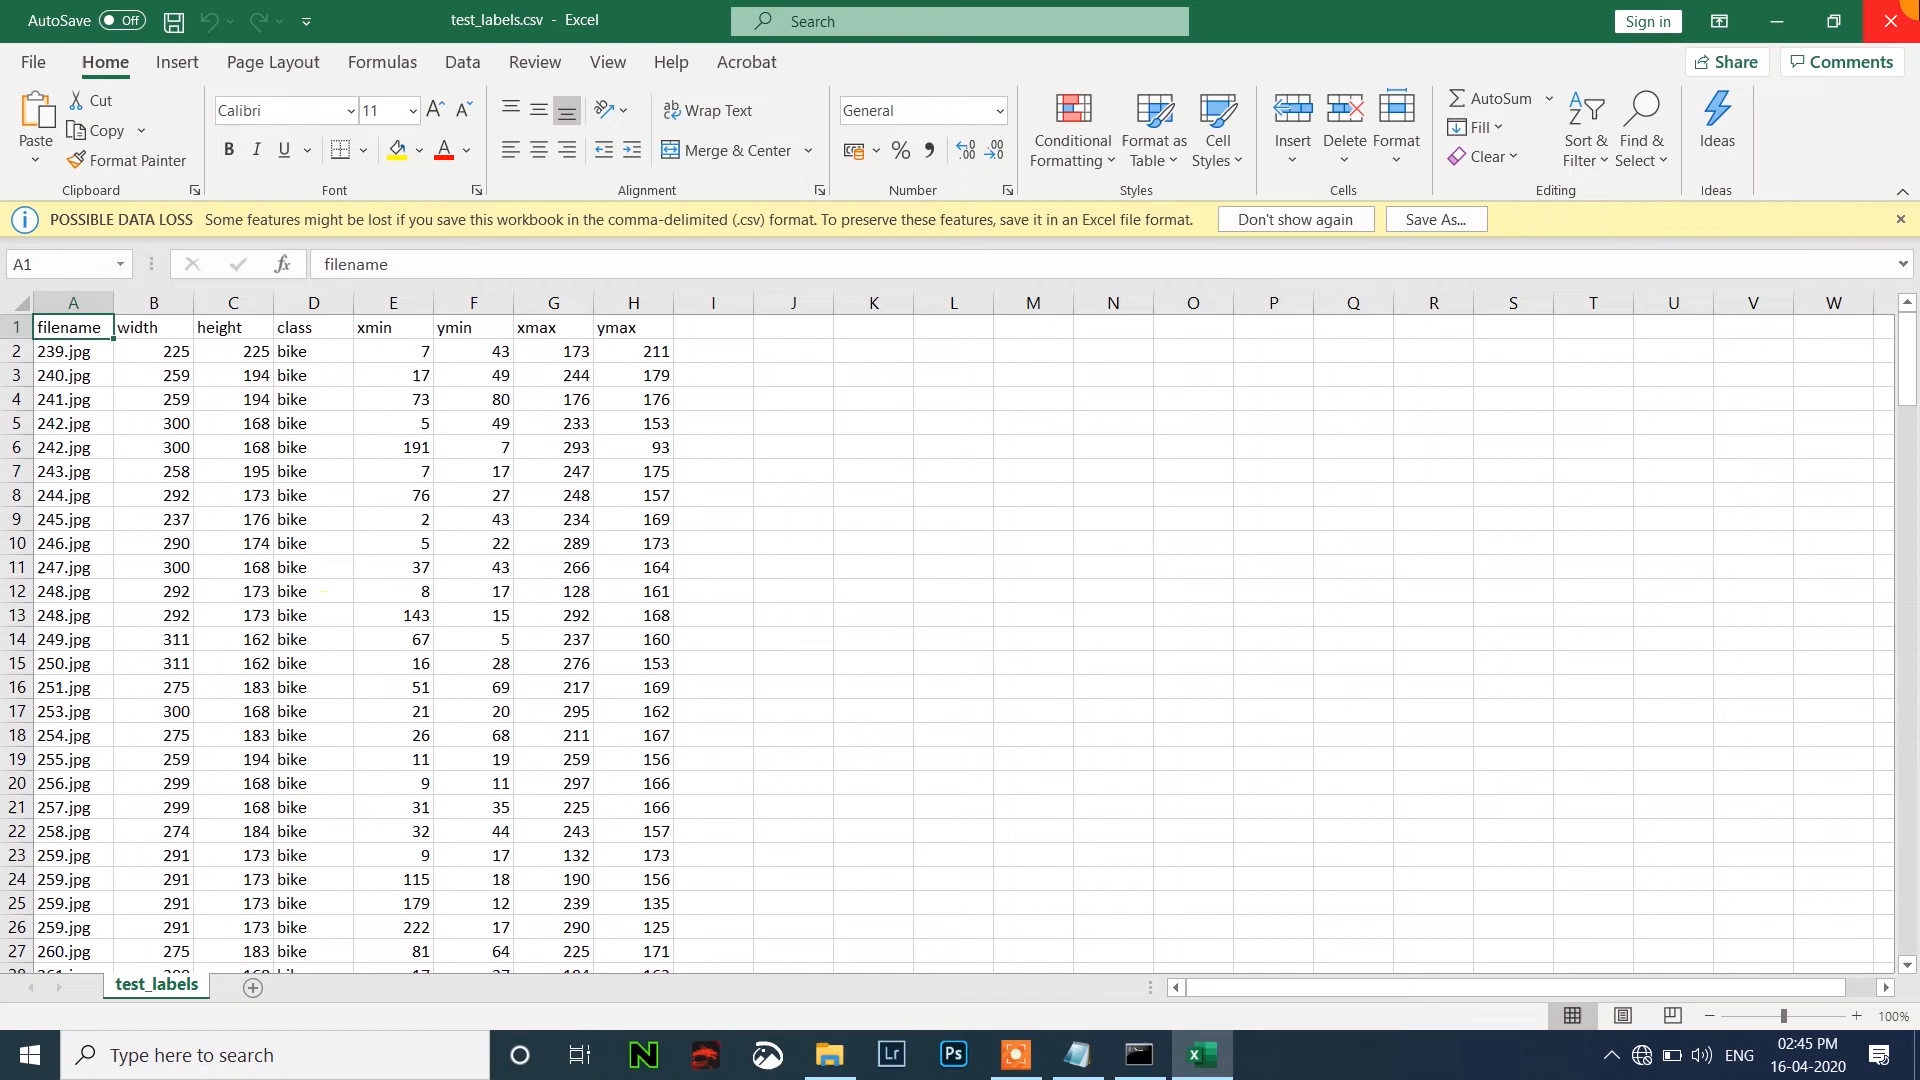 AutoSave Off test_labels.csv - Excel Search Sign in
File Home Insert Page Layout Formulas Data Review View Help Acrobat Share Comments
Paste Cut Copy Format Painter Clipboard
Calibri 11 B I U Font
Wrap Text Merge & Center Alignment
General % Number
Conditional Formatting Format as Table Cell Styles Styles
Insert Delete Format Cells
AutoSum Fill Clear Sort & Filter Find & Select Editing
Ideas Ideas
POSSIBLE DATA LOSS Some features might be lost if you save this workbook in the comma-delimited (.csv) format. To preserve these features, save it in an Excel file format. Don't show again Save As...
A1 fx filename
A B C D E F G H I J K L M N O P Q R S T U V W
1 filename width height class xmin ymin xmax ymax
2 239.jpg 225 225 bike 7 43 173 211
3 240.jpg 259 194 bike 17 49 244 179
4 241.jpg 259 194 bike 73 80 176 176
5 242.jpg 300 168 bike 5 49 233 153
6 242.jpg 300 168 bike 191 7 293 93
7 243.jpg 258 195 bike 7 17 247 175
8 244.jpg 292 173 bike 76 27 248 157
9 245.jpg 237 176 bike 2 43 234 169
10 246.jpg 290 174 bike 5 22 289 173
11 247.jpg 300 168 bike 37 43 266 164
12 248.jpg 292 173 bike 8 17 128 161
13 248.jpg 292 173 bike 143 15 292 168
14 249.jpg 311 162 bike 67 5 237 160
15 250.jpg 311 162 bike 16 28 276 153
16 251.jpg 275 183 bike 51 69 217 169
17 253.jpg 300 168 bike 21 20 295 162
18 254.jpg 275 183 bike 26 68 211 167
19 255.jpg 259 194 bike 11 19 259 156
20 256.jpg 299 168 bike 9 11 297 166
21 257.jpg 299 168 bike 31 35 225 166
22 258.jpg 274 184 bike 32 44 243 157
23 259.jpg 291 173 bike 9 17 132 173
24 259.jpg 291 173 bike 115 18 190 156
25 259.jpg 291 173 bike 179 12 239 135
26 259.jpg 291 173 bike 222 17 290 125
27 260.jpg 275 183 bike 81 64 225 171
test_labels
100%
Type here to search N Lr Ps ENG 02:45 PM
16-04-2020